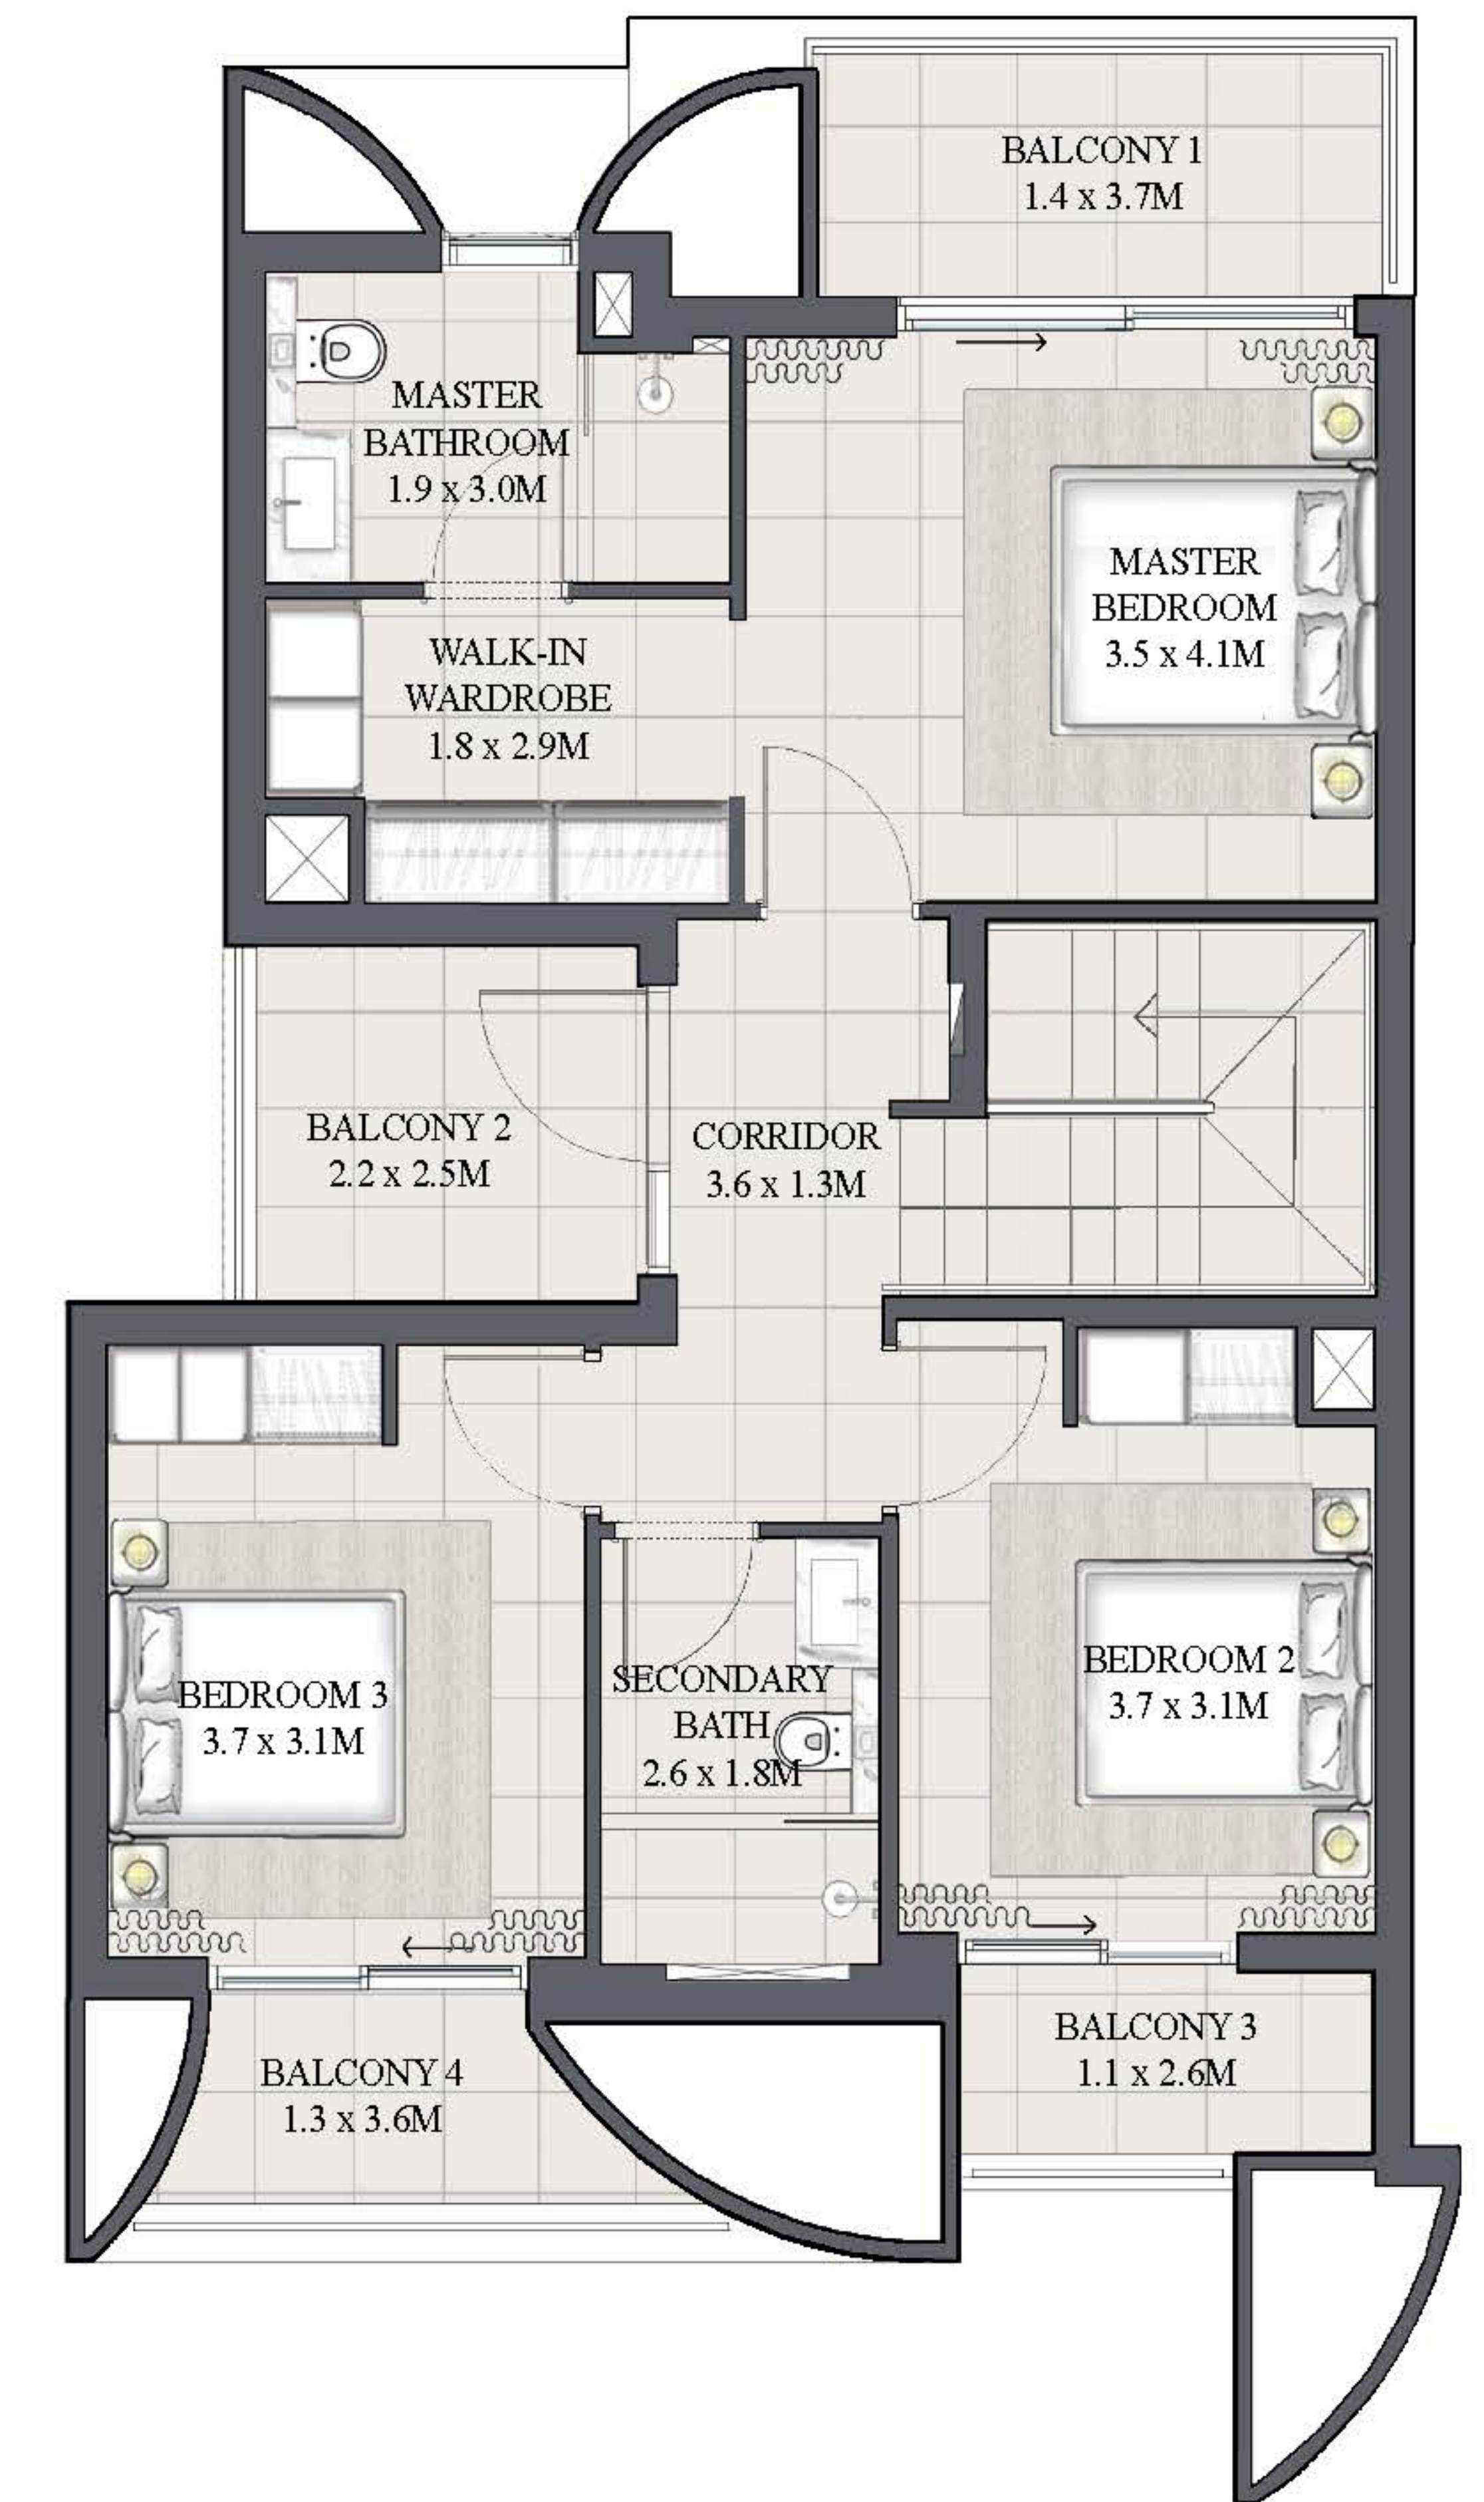 BALCONY 1
1.4 x 3.7M
MASTER
BATHROOM
1.9 x 3.0M
MASTER
BEDROOM
3.5 x 4.1M
WALK-IN
WARDROBE
1.8 x 2.9M
BALCONY 2
2.2 x 2.5M
CORRIDOR
3.6 x 1.3M
BEDROOM 3
3.7 x 3.1M
SECONDARY
BATH
2.6 x 1.8M
BEDROOM 2
3.7 x 3.1M
BALCONY 4
1.3 x 3.6M
BALCONY 3
1.1 x 2.6M